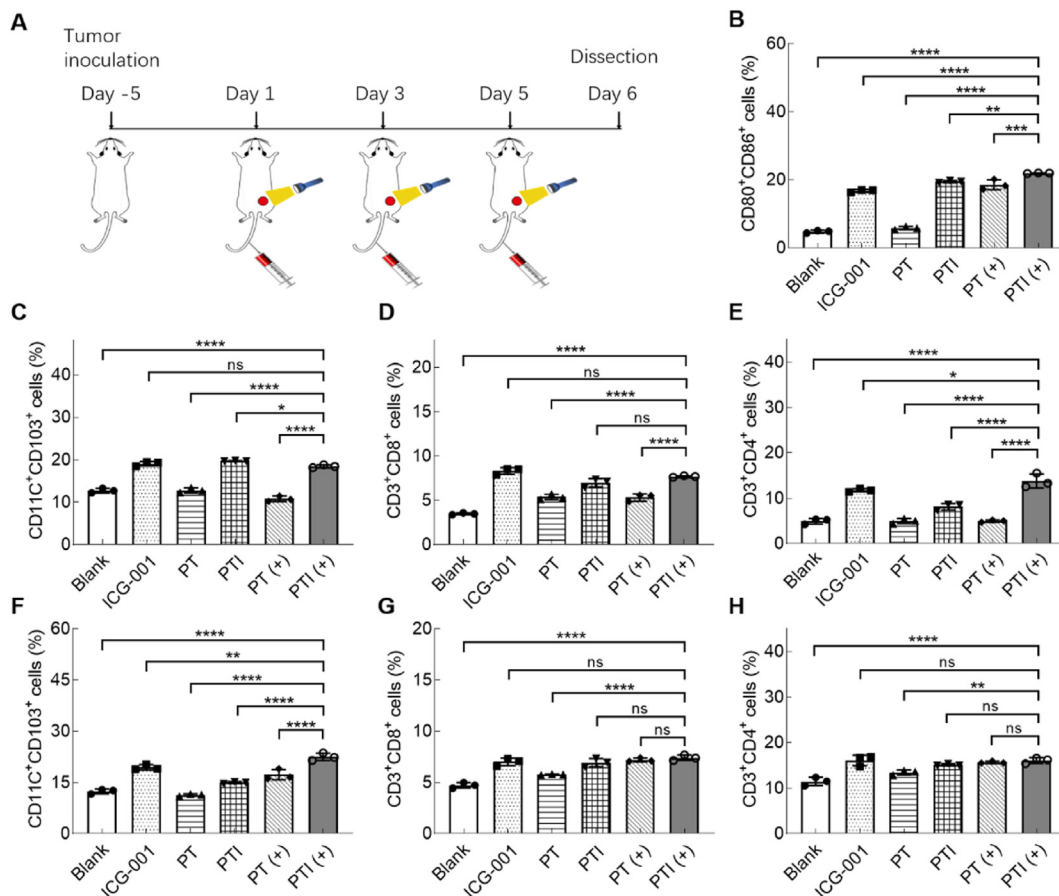 A
Tumor
inoculation
Dissection
Day -5
Day 1
Day 3
Day 5
Day 6
B
CD80⁺CD86⁺ cells (%)
60
40
20
0
****
****
****
**
***
Blank
ICG-001
PT
PTI
PT (+)
PTI (+)
C
CD11C⁺CD103⁺ cells (%)
40
30
20
10
0
****
ns
****
*
****
Blank
ICG-001
PT
PTI
PT (+)
PTI (+)
D
CD3⁺CD8⁺ cells (%)
20
15
10
5
0
****
ns
****
ns
****
Blank
ICG-001
PT
PTI
PT (+)
PTI (+)
E
CD3⁺CD4⁺ cells (%)
40
30
20
10
0
****
*
****
****
****
Blank
ICG-001
PT
PTI
PT (+)
PTI (+)
F
CD11C⁺CD103⁺ cells (%)
60
45
30
15
0
****
**
****
****
****
Blank
ICG-001
PT
PTI
PT (+)
PTI (+)
G
CD3⁺CD8⁺ cells (%)
20
15
10
5
0
****
ns
****
ns
ns
Blank
ICG-001
PT
PTI
PT (+)
PTI (+)
H
CD3⁺CD4⁺ cells (%)
40
30
20
10
0
****
ns
**
ns
ns
Blank
ICG-001
PT
PTI
PT (+)
PTI (+)